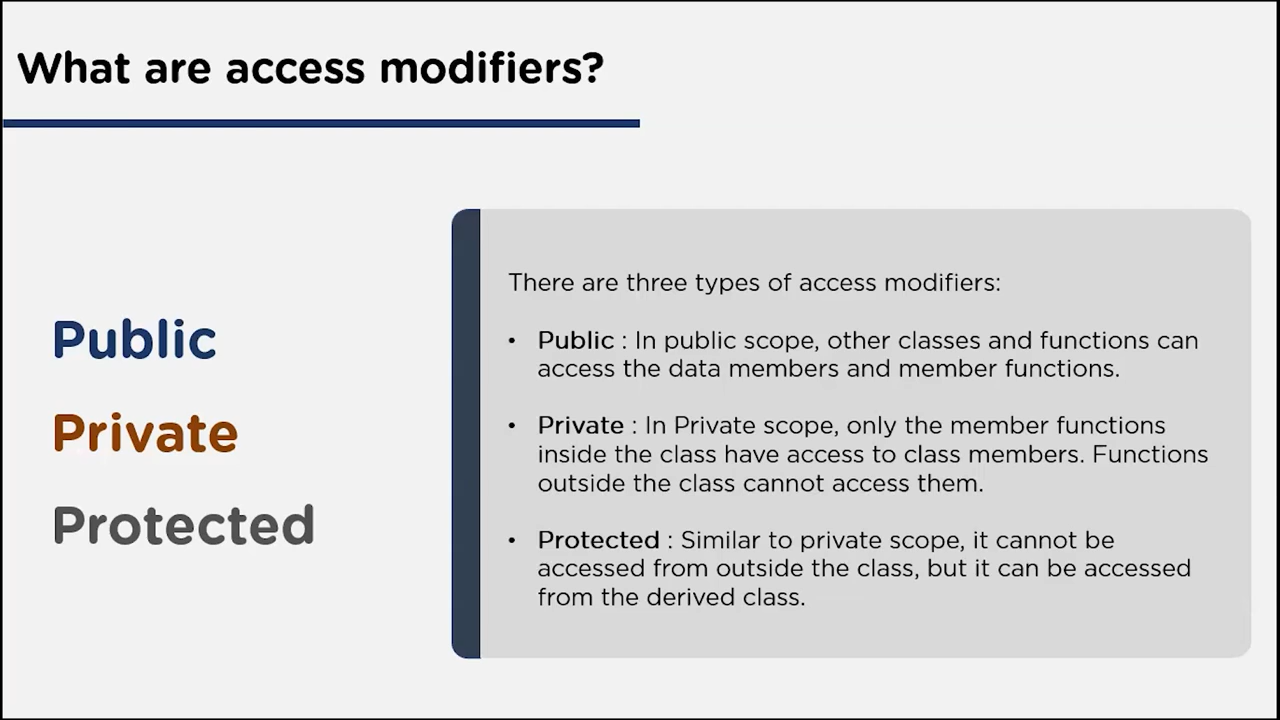 What are access modifiers?
Public
Private
Protected
There are three types of access modifiers:
• Public : In public scope, other classes and functions can
access the data members and member functions.
• Private : In Private scope, only the member functions
inside the class have access to class members. Functions
outside the class cannot access them.
• Protected : Similar to private scope, it cannot be
accessed from outside the class, but it can be accessed
from the derived class.